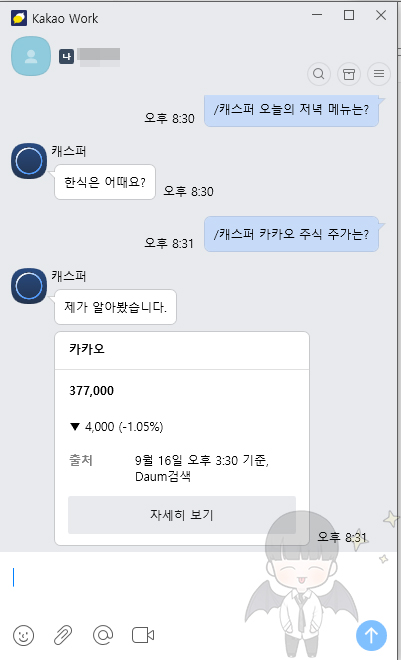 Kakao Work
나
/캐스퍼 오늘의 저녁 메뉴는?
오후 8:30
캐스퍼
한식은 어때요?
오후 8:30
/캐스퍼 카카오 주식 주가는?
오후 8:31
캐스퍼
제가 알아봤습니다.
카카오
377,000
▼ 4,000 (-1.05%)
출처 9월 16일 오후 3:30 기준,
Daum검색
자세히 보기
오후 8:31